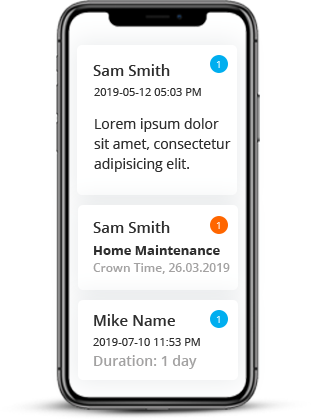 Sam Smith
1
2019-05-12 05:03 PM
Lorem ipsum dolor
sit amet, consectetur
adipisicing elit.
Sam Smith
1
Home Maintenance
Crown Time, 26.03.2019
Mike Name
1
2019-07-10 11:53 PM
Duration: 1 day